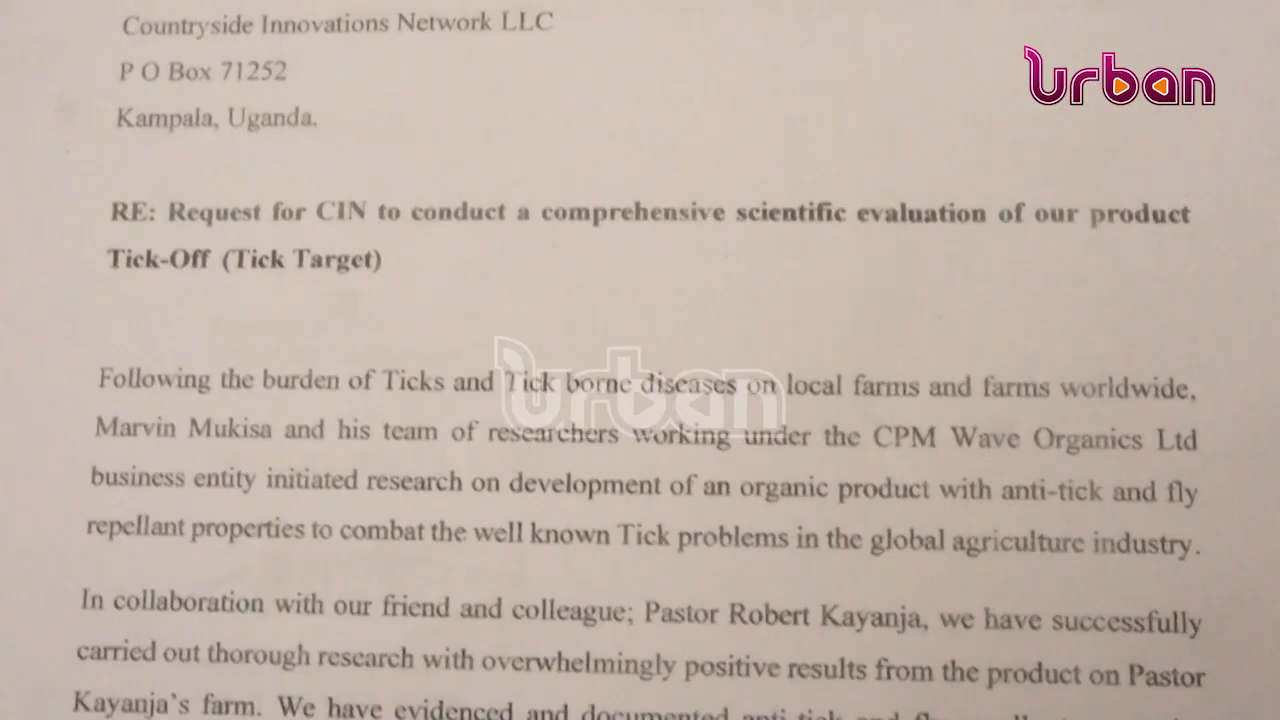 Countryside Innovations Network LLC
Urban
P O Box 71252
Kampala, Uganda.
RE: Request for CIN to conduct a comprehensive scientific evaluation of our product
Tick-Off (Tick Target)
Urban
Following the burden of Ticks and Tick borne diseases on local farms and farms worldwide,
Marvin Mukisa and his team of researchers working under the CPM Wave Organics Ltd
business entity initiated research on development of an organic product with anti-tick and fly
repellant properties to combat the well known Tick problems in the global agriculture industry.
In collaboration with our friend and colleague; Pastor Robert Kayanja, we have successfully
carried out thorough research with overwhelmingly positive results from the product on Pastor
Kayanja's farm. We have evidenced and documented anti tick and